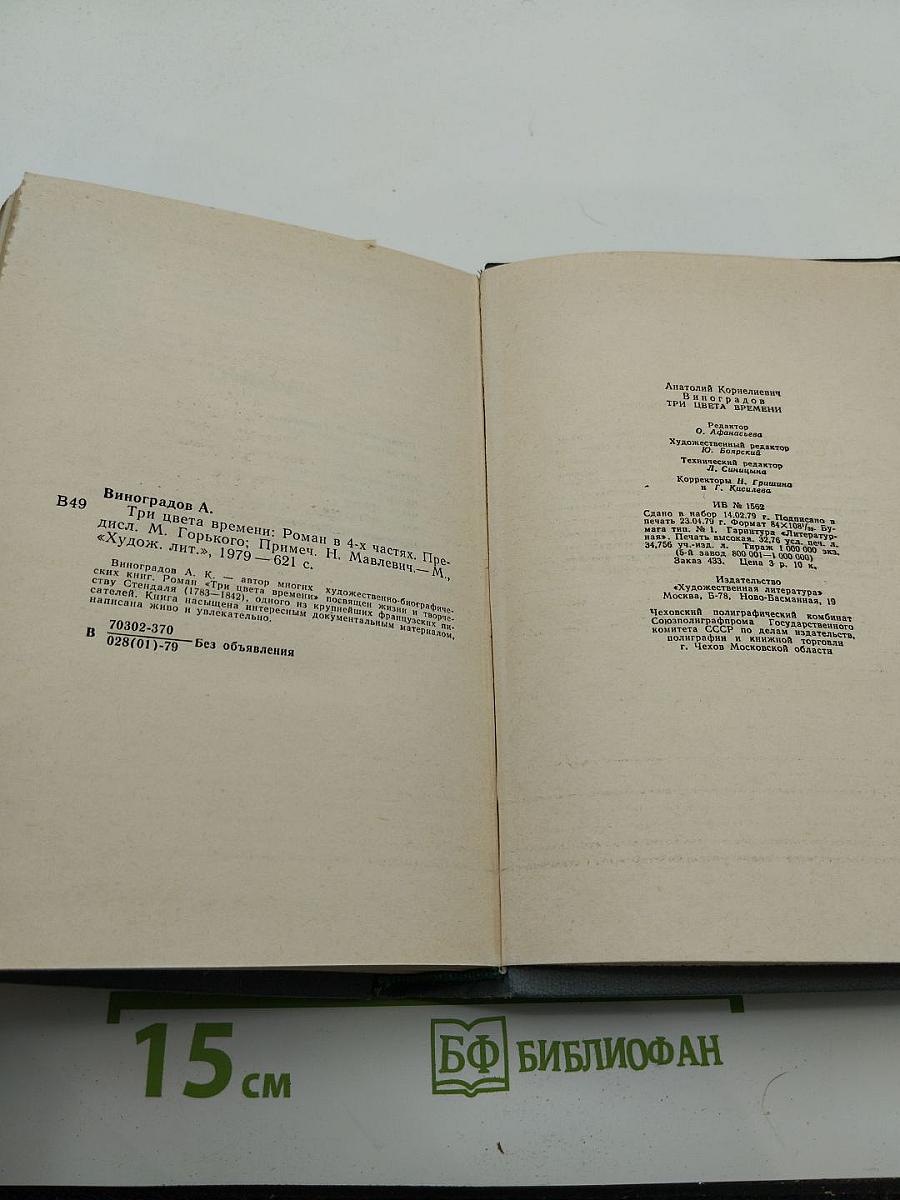 Виноградов А.
В49
Три цвета времени: Роман в 4-х частях. Пре-
дисл. М. Горького; Примеч. Н. Мавлевич.— М.,
«Худож. лит.», 1979 — 621 с.
Виноградов А. К. — автор многих художественно-биографиче-
ских книг. Роман «Три цвета времени» посвящен жизни и творче-
ству Стендаля (1783—1842), одного из крупнейших французских пи-
сателей. Книга насыщена интересным документальным материалом,
написана живо и увлекательно.
В 70302-370
028(01)-79 Без объявления
Анатолий Корнелиевич
Виноградов
ТРИ ЦВЕТА ВРЕМЕНИ
Редактор
О. Афанасьева
Художественный редактор
Ю. Боярский
Технический редактор
Л. Синицына
Корректоры Н. Гришина
и Г. Кисилева
ИБ № 1562
Сдано в набор 14.02.79 г. Подписано в
печать 23.04.79 г. Формат 84×108¹/₃₂. Бу-
мага тип. № 1. Гарнитура «Литератур-
ная». Печать высокая. 32,76 усл. печ. л.
34,756 уч.-изд. л. Тираж 1 000 000 экз.
(5-й завод 800 001—1 000 000)
Заказ 433. Цена 3 р. 10 к.
Издательство
«Художественная литература»
Москва, Б-78, Ново-Басманная, 19
Чеховский полиграфический комбинат
Союзполиграфпрома Государственного
комитета СССР по делам издательств,
полиграфии и книжной торговли
г. Чехов Московской области
15 см
БФ БИБЛИОФАН